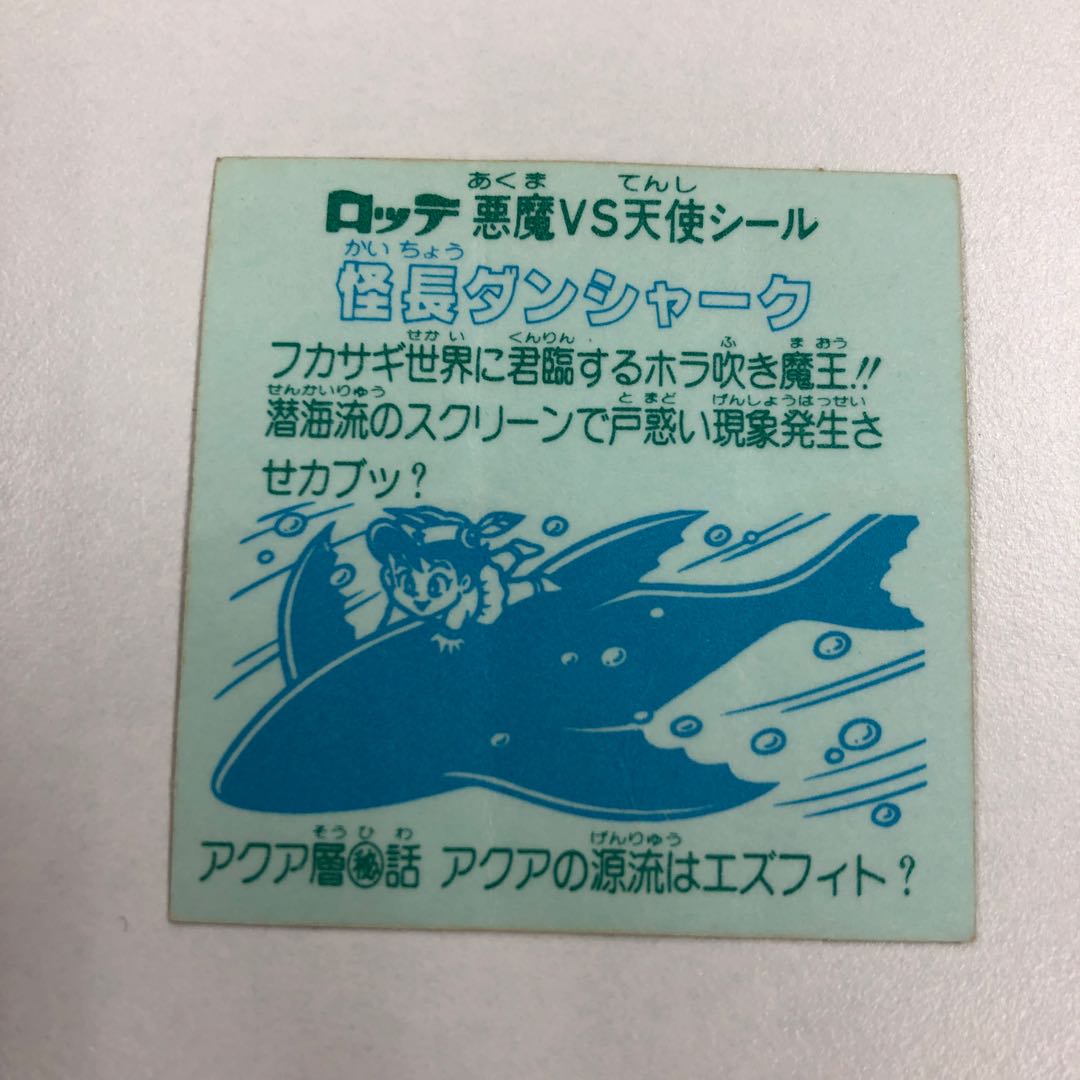 あくま てんし
ロッテ 悪魔VS天使シール
かいちょう
怪長ダンシャーク
せかい くんりん ふ まおう
フカサギ世界に君臨するホラ吹き魔王!!
せんかいりゅう とまど げんしょうはっせい
潜海流のスクリーンで戸惑い現象発生さ
せカブッ?
そうひわ げんりゅう
アクア層㊙話 アクアの源流はエズフィト?